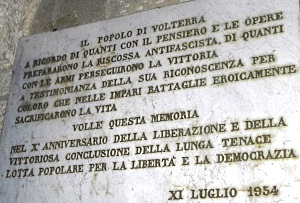 IL POPOLO DI VOLTERRA
A RICORDO DI QUANTI CON IL PENSIERO E LE OPERE
PREPARARONO LA RISCOSSA ANTIFASCISTA, DI QUANTI
CON LE ARMI PERSEGUIRONO LA VITTORIA
A TESTIMONIANZA DELLA SUA RICONOSCENZA PER
COLORO CHE NELLE IMPARI BATTAGLIE EROICAMENTE
SACRIFICARONO LA VITA
VOLLE QUESTA MEMORIA
NEL X° ANNIVERSARIO DELLA LIBERAZIONE E DELLA
VITTORIOSA CONCLUSIONE DELLA LUNGA TENACE
LOTTA POPOLARE PER LA LIBERTÀ E LA DEMOCRAZIA
XI LUGLIO 1954